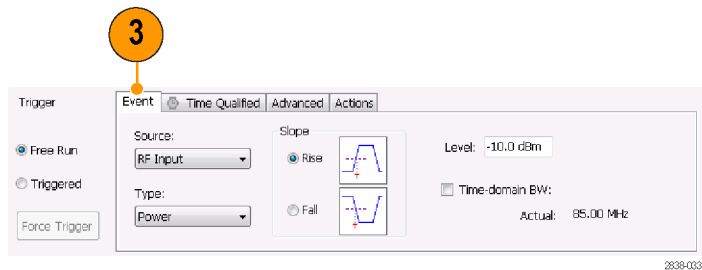 3
Trigger
Event Time Qualified Advanced Actions
Free Run
Triggered
Force Trigger
Source:
RF Input
Type:
Power
Slope
Rise
Fall
Level: -10.0 dBm
Time-domain BW:
Actual: 85.00 MHz
2838-033